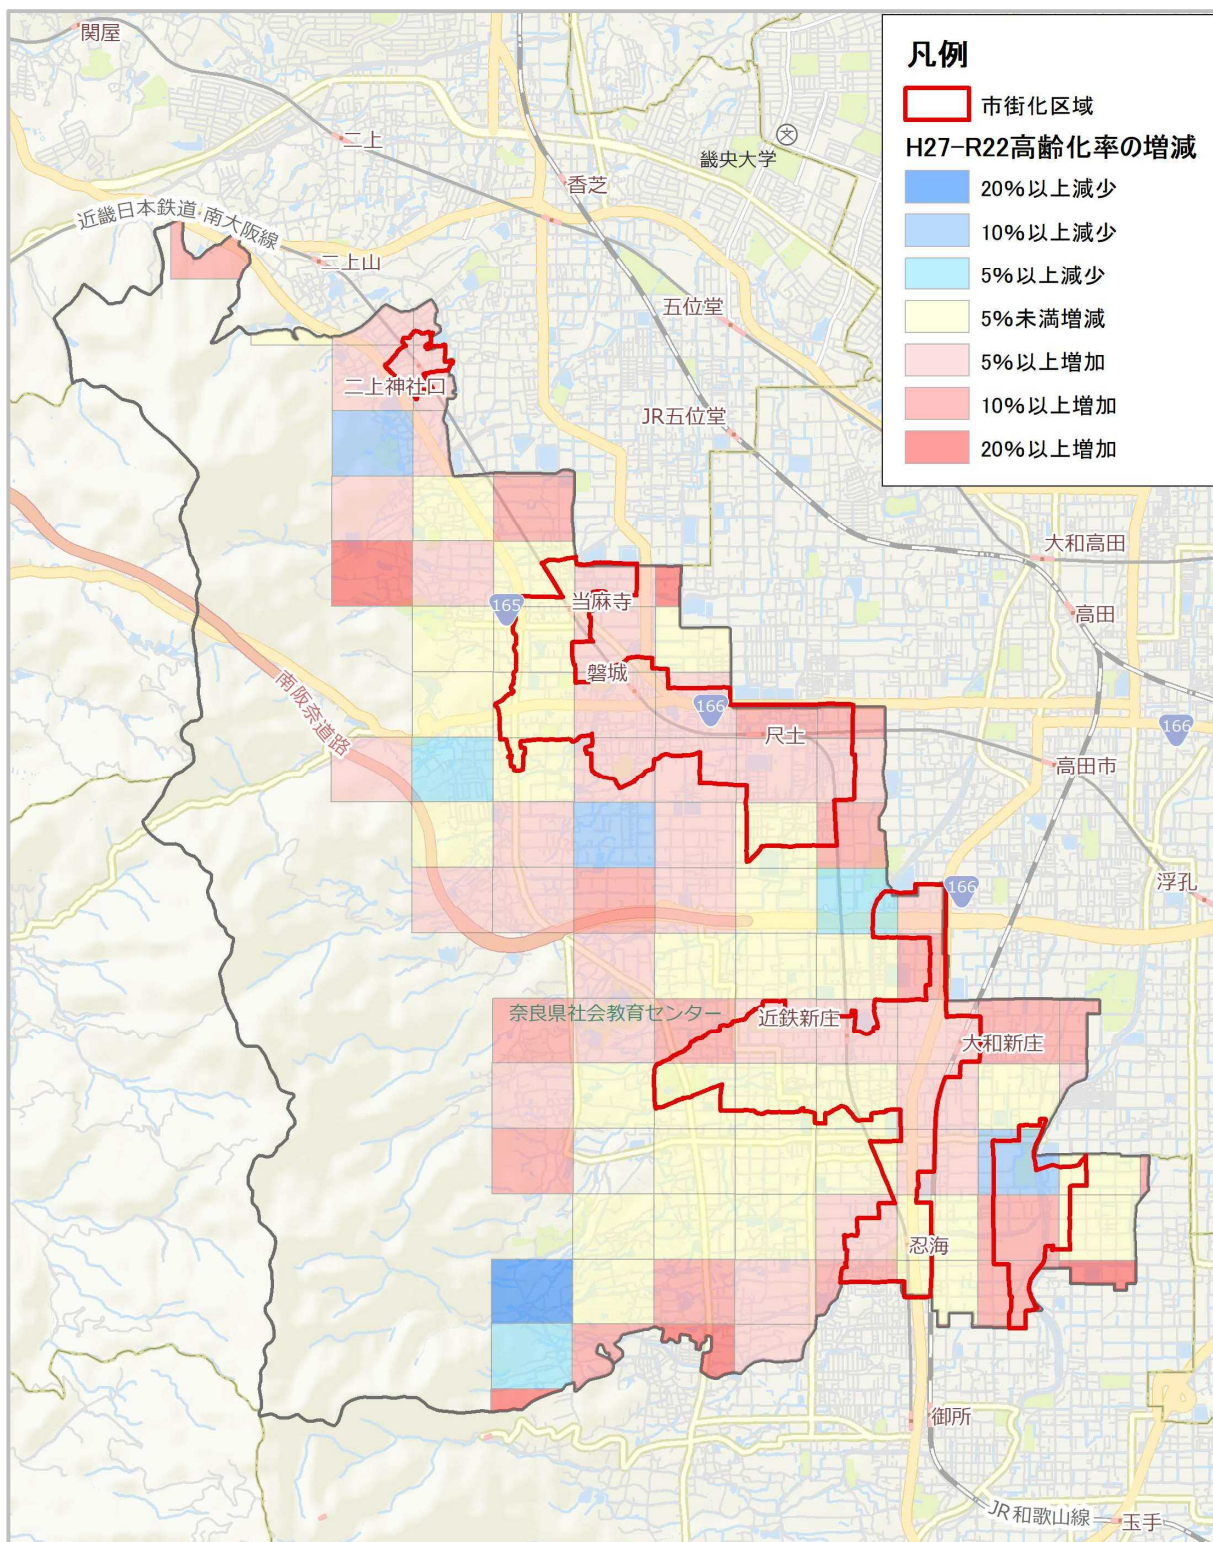 関屋
凡例
市街化区域
H27-R22高齢化率の増減
20%以上減少
10%以上減少
5%以上減少
5%未満増減
5%以上増加
10%以上増加
20%以上増加
二上
文
畿央大学
香芝
近畿日本鉄道 南大阪線
二上山
五位堂
二上神社口
JR五位堂
大和高田
165
当麻寺
高田
磐城
南阪奈道路
166
尺土
166
高田市
166
浮孔
奈良県社会教育センター
近鉄新庄
大和新庄
忍海
御所
JR和歌山線
玉手